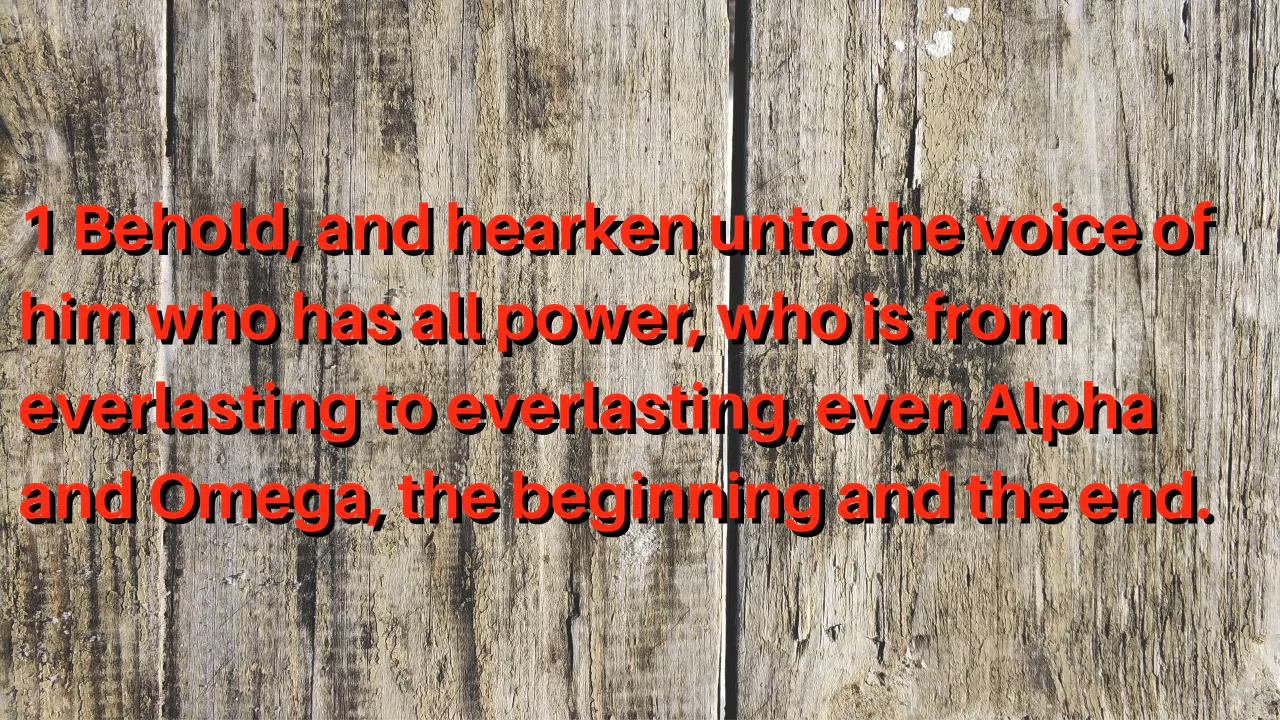 1 Behold, and hearken unto the voice of
him who has all power, who is from
everlasting to everlasting, even Alpha
and Omega, the beginning and the end.